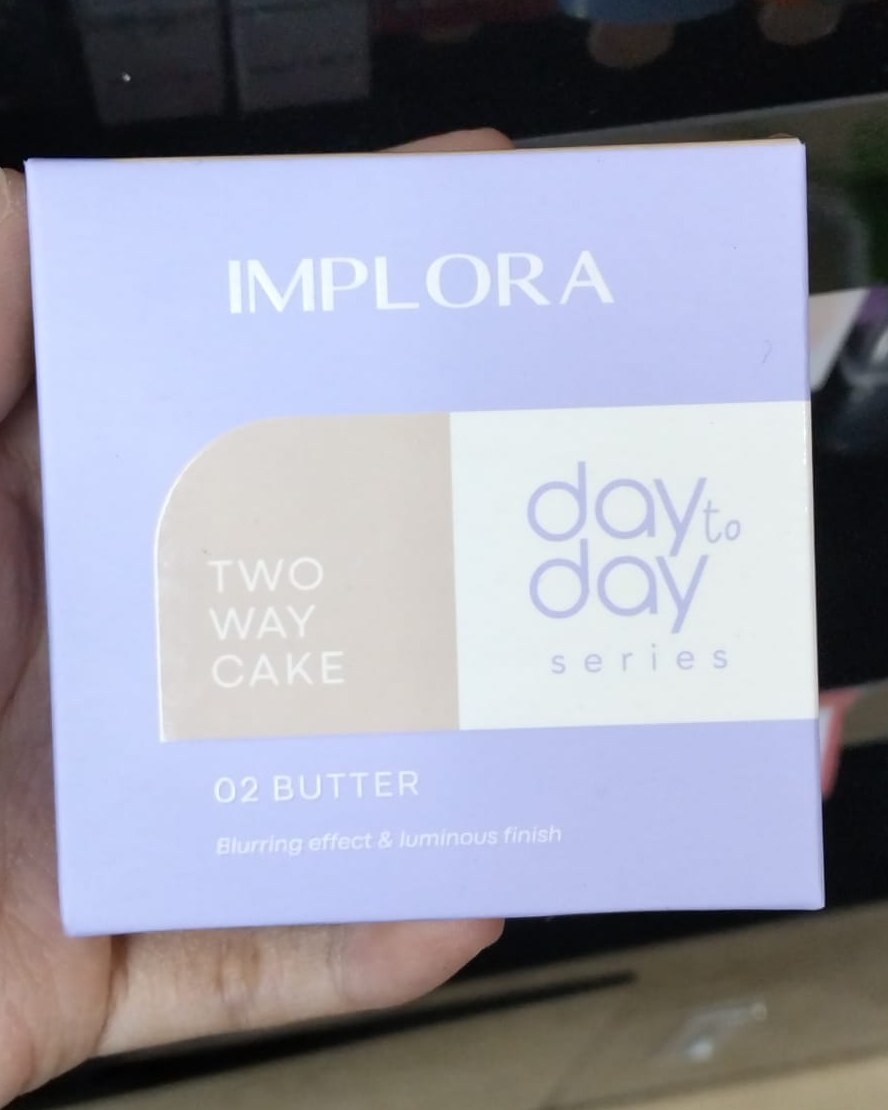 IMPLORA
TWO
WAY
CAKE
day to
day
series
02 BUTTER
Blurring effect & luminous finish